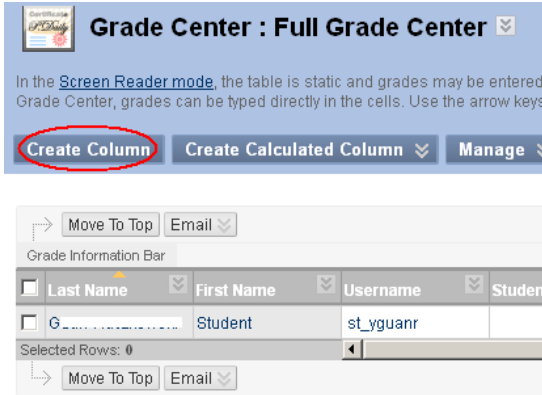 Certificate
P.Daily
Grade Center : Full Grade Center
In the Screen Reader mode, the table is static and grades may be entered
Grade Center, grades can be typed directly in the cells. Use the arrow keys
Create Column Create Calculated Column Manage
Move To Top Email
Grade Information Bar
Last Name First Name Username Studen
Student st_yguanr
Selected Rows: 0
Move To Top Email